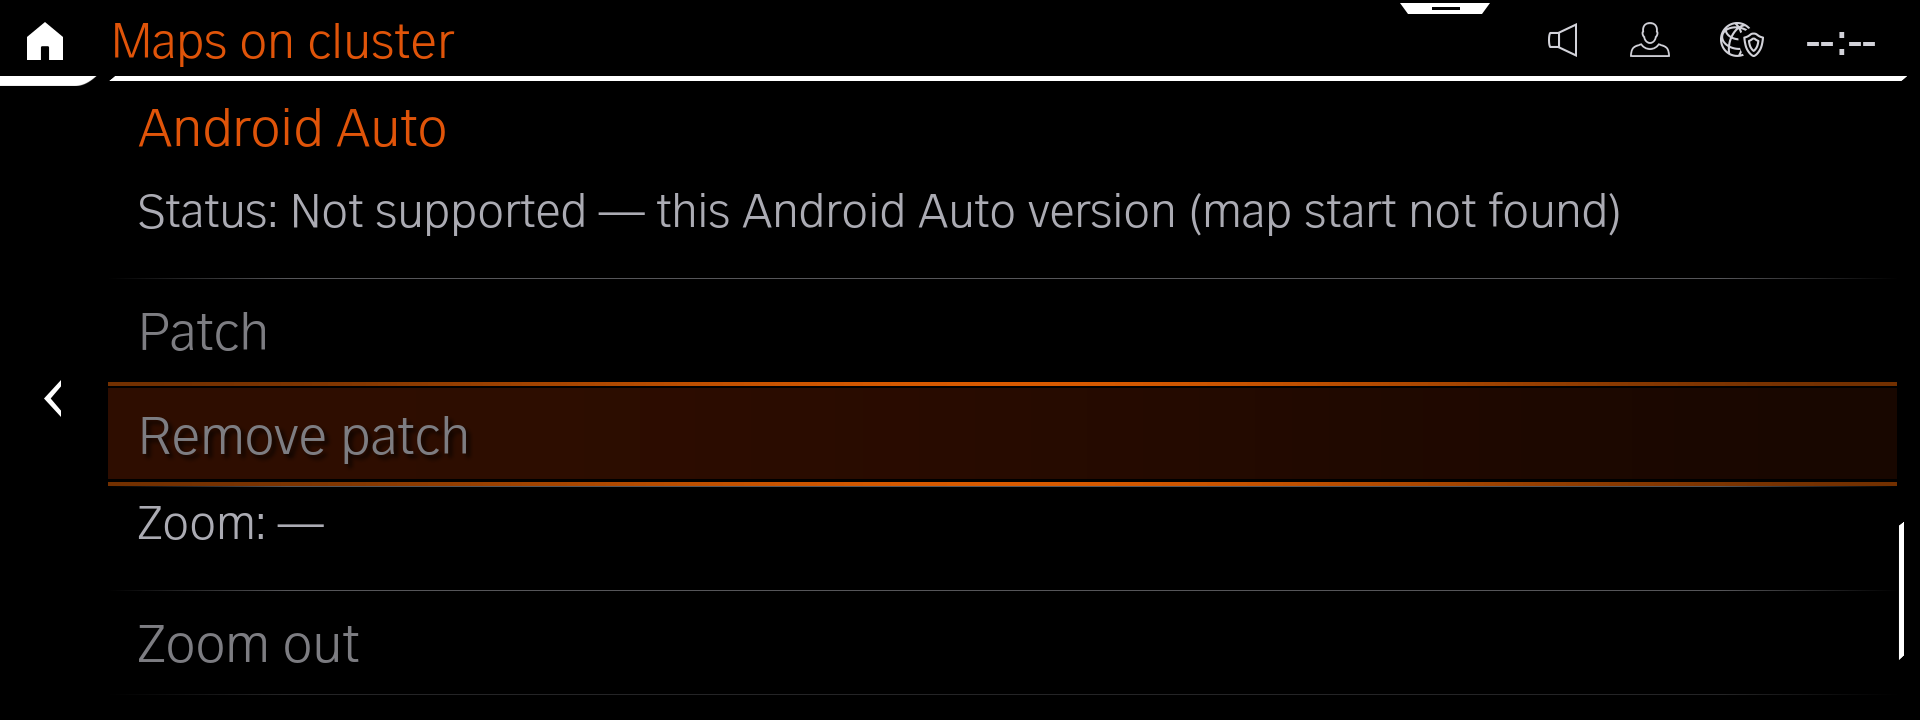 Maps on cluster
--:--
Android Auto
Status: Not supported — this Android Auto version (map start not found)
Patch
Remove patch
Zoom: —
Zoom out